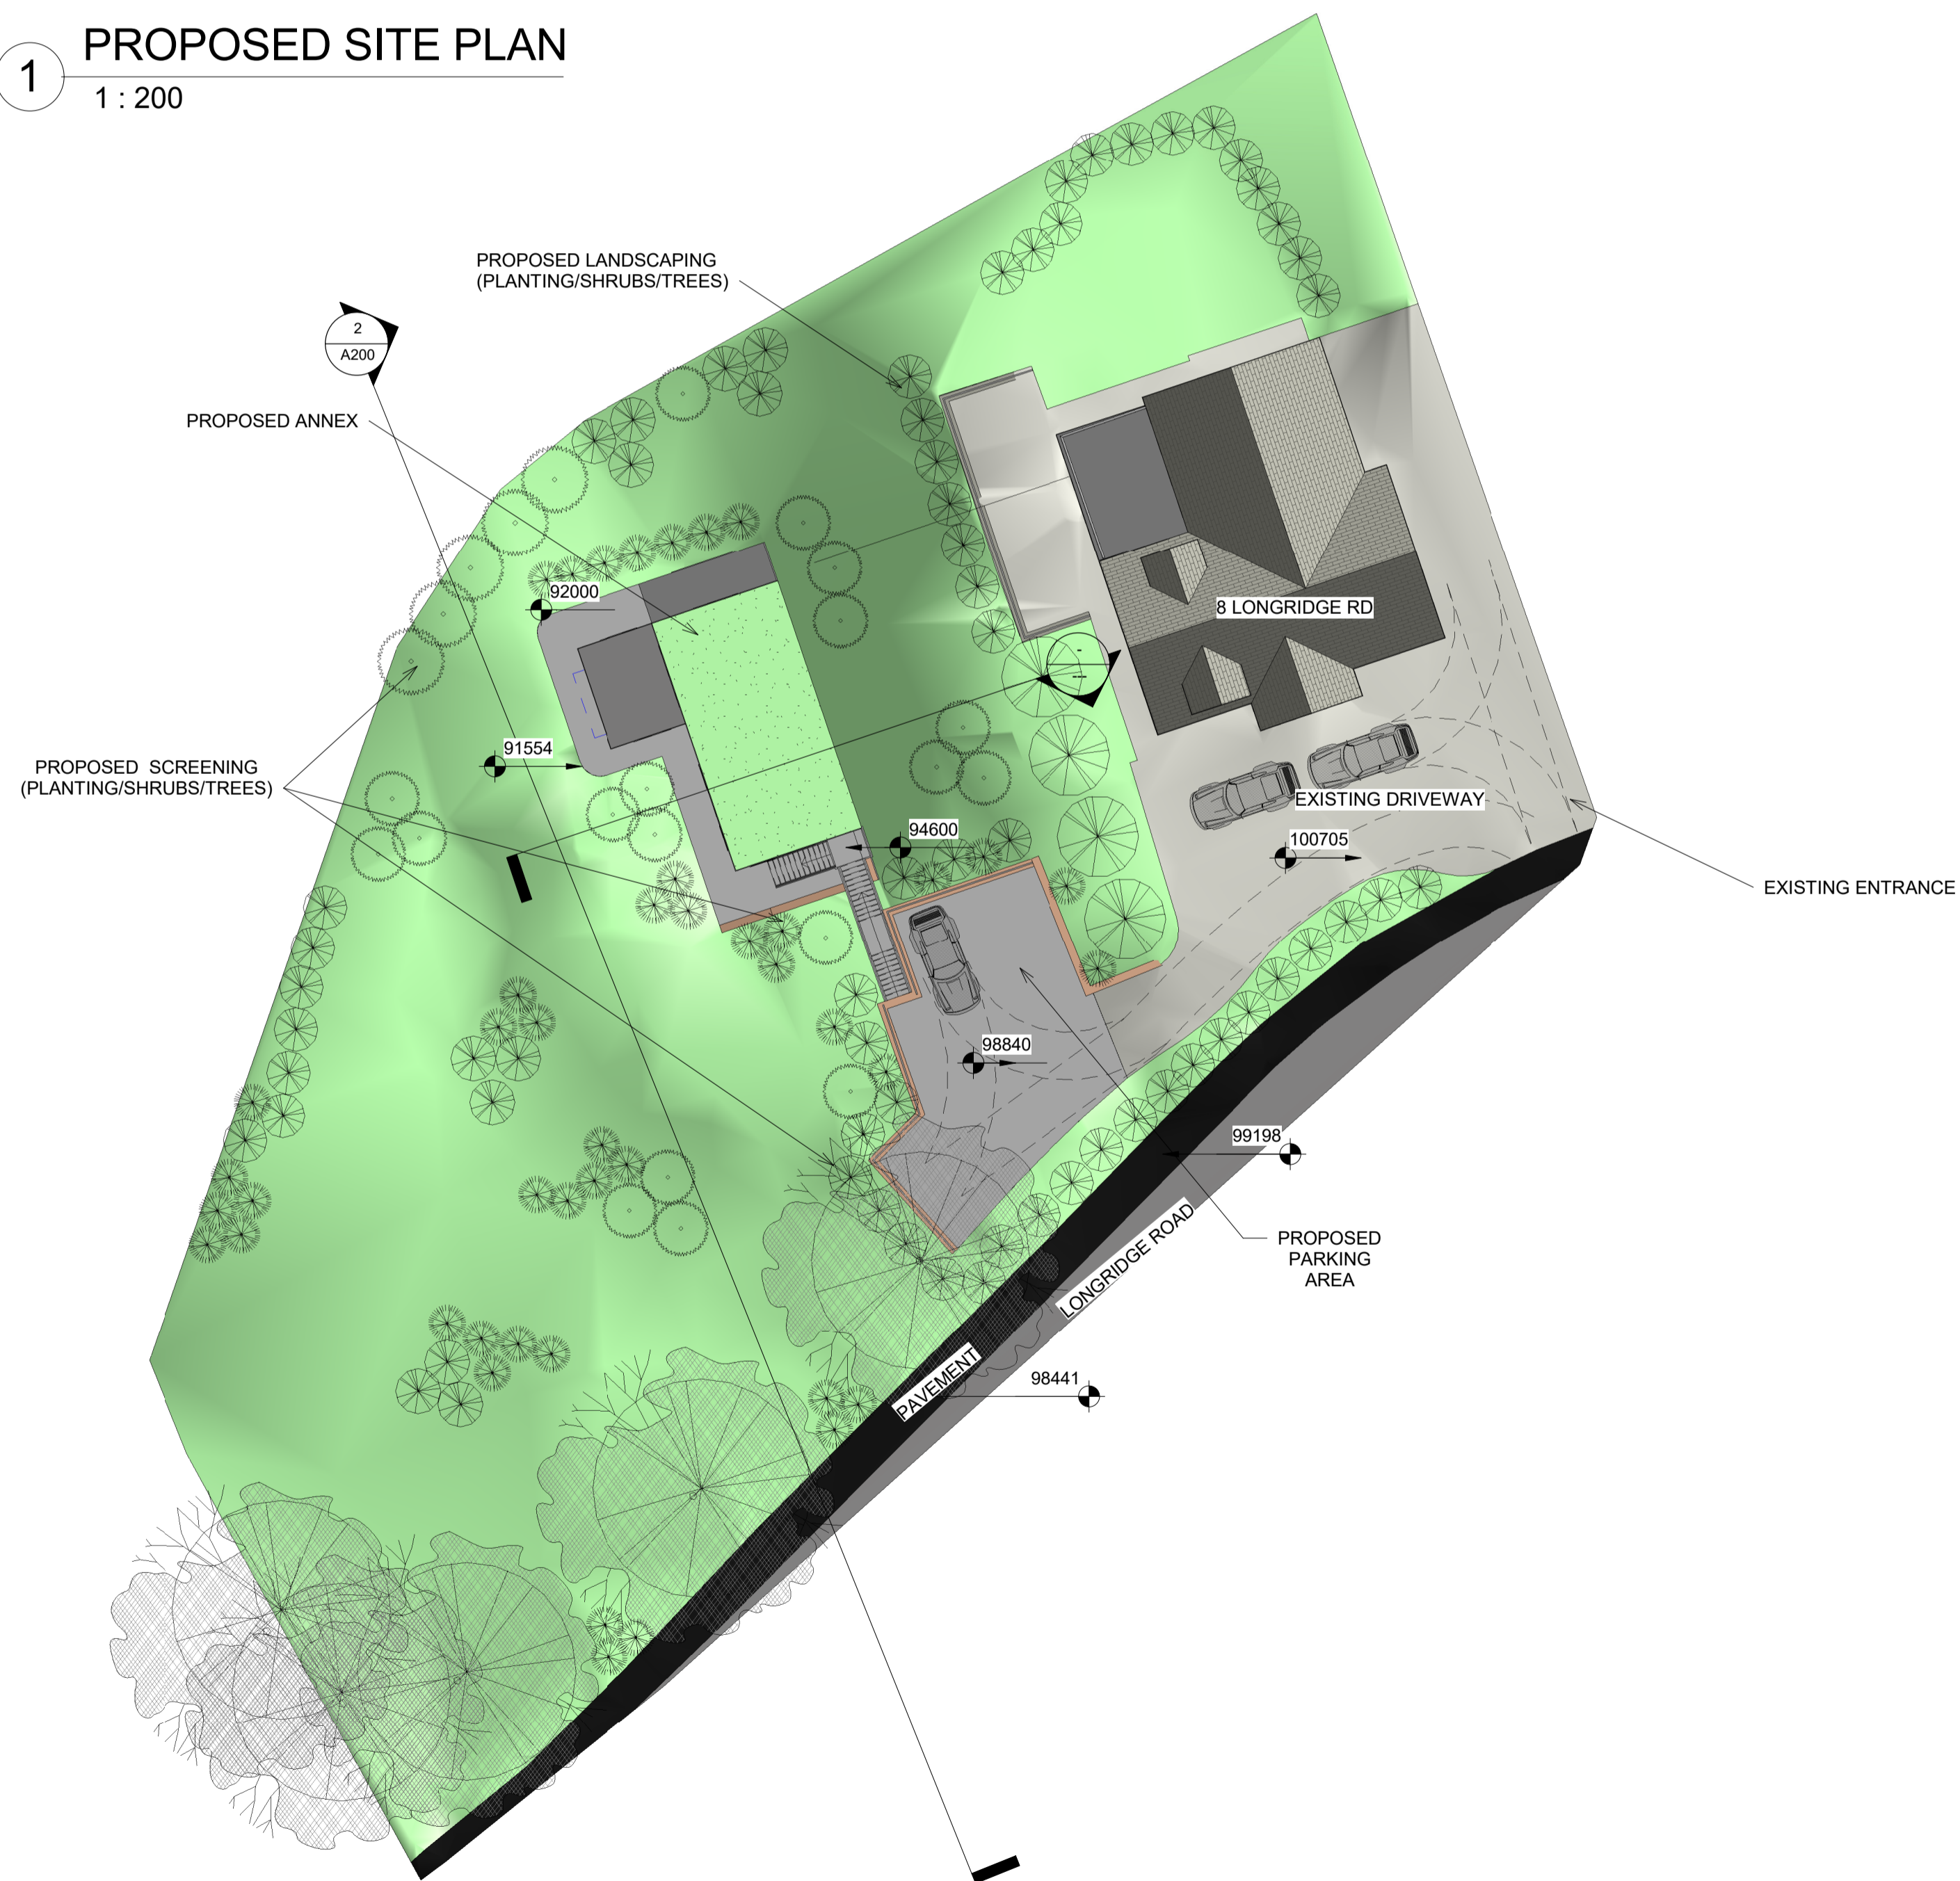 1
PROPOSED SITE PLAN
1 : 200
PROPOSED LANDSCAPING
(PLANTING/SHRUBS/TREES)
2
A200
PROPOSED ANNEX
92000
8 LONGRIDGE RD
-
---
91554
PROPOSED SCREENING
(PLANTING/SHRUBS/TREES)
EXISTING DRIVEWAY
94600
100705
EXISTING ENTRANCE
98840
99198
LONGRIDGE ROAD
PROPOSED
PARKING
AREA
PAVEMENT
98441